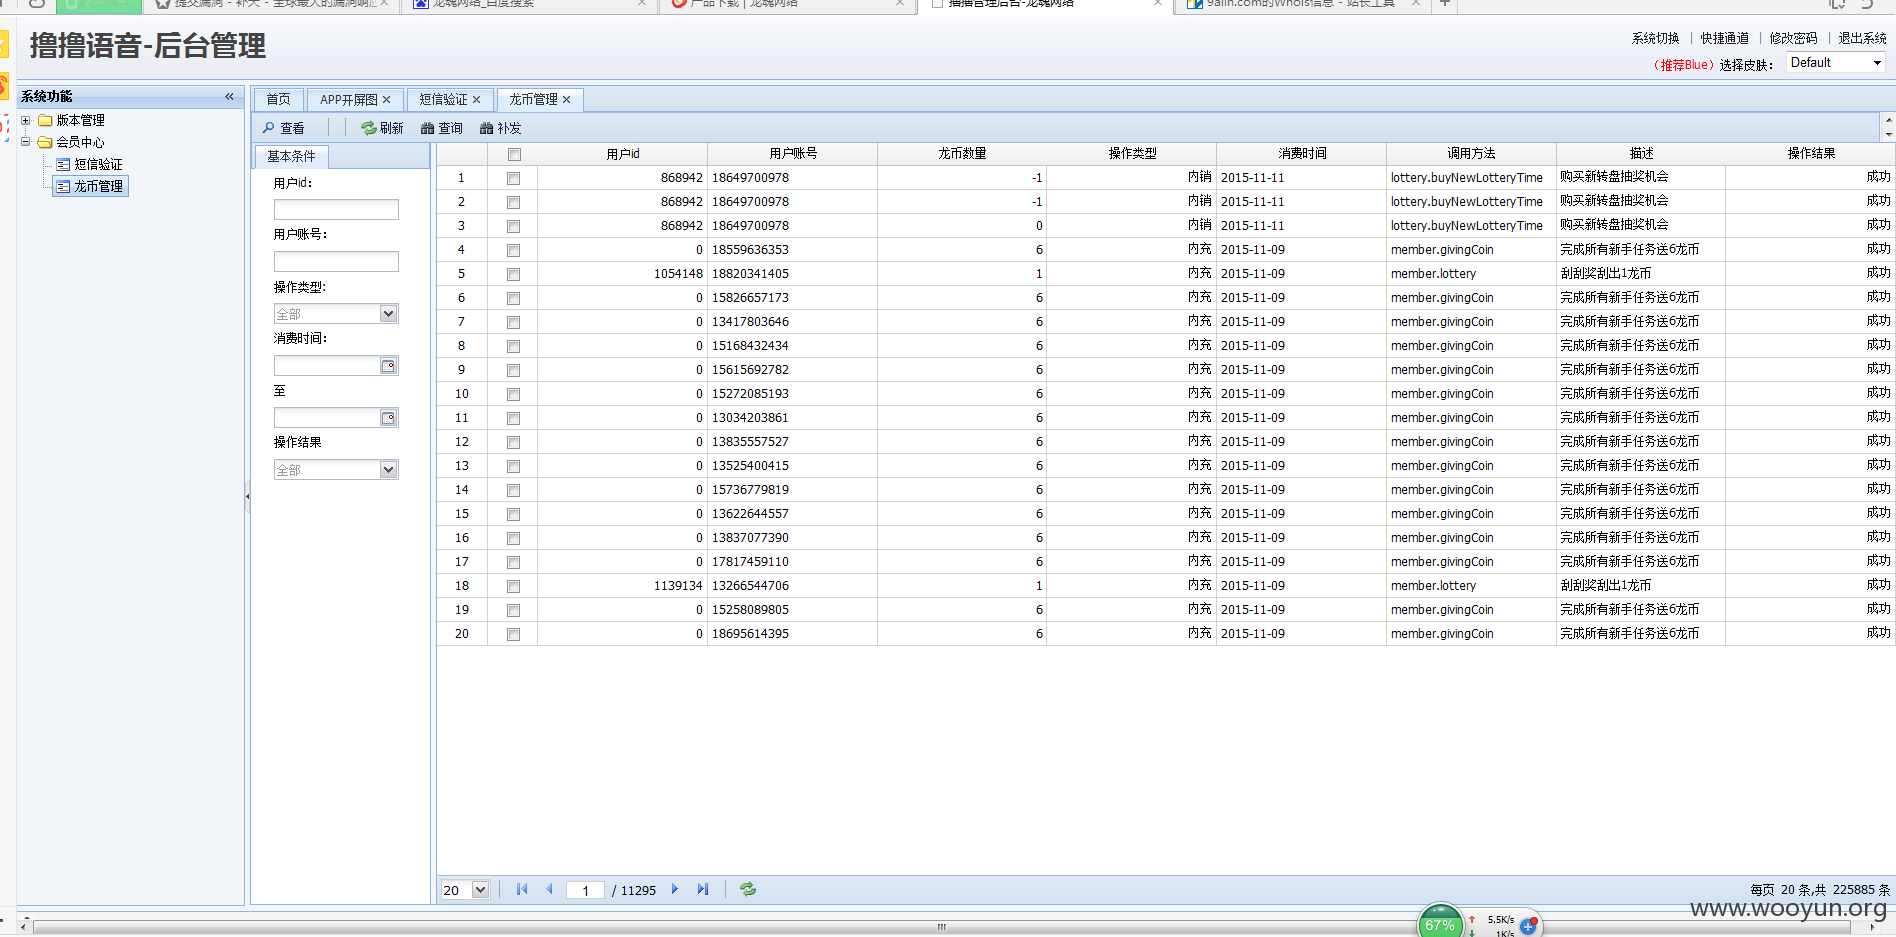 提交漏洞 - 补天 - 全球最大的漏洞响应
龙魂网络_百度搜索
产品下载 | 龙魂网络
撸撸管理后台-龙魂网络
9ailh.com的Whois信息 - 站长工具
撸撸语音-后台管理
系统切换 | 快捷通道 | 修改密码 | 退出系统
（推荐Blue）选择皮肤： Default
系统功能
版本管理
会员中心
短信验证
龙币管理
首页 APP开屏图 短信验证 龙币管理
查看 刷新 查询 补发
基本条件
用户id：
用户账号：
操作类型:
全部
消费时间：
至
操作结果
全部
用户id 用户账号 龙币数量 操作类型 消费时间 调用方法 描述 操作结果
1 868942 18649700978 -1 内销 2015-11-11 lottery.buyNewLotteryTime 购买新转盘抽奖机会 成功
2 868942 18649700978 -1 内销 2015-11-11 lottery.buyNewLotteryTime 购买新转盘抽奖机会 成功
3 868942 18649700978 0 内销 2015-11-11 lottery.buyNewLotteryTime 购买新转盘抽奖机会 成功
4 0 18559636353 6 内充 2015-11-09 member.givingCoin 完成所有新手任务送6龙币 成功
5 1054148 18820341405 1 内充 2015-11-09 member.lottery 刮刮奖刮出1龙币 成功
6 0 15826657173 6 内充 2015-11-09 member.givingCoin 完成所有新手任务送6龙币 成功
7 0 13417803646 6 内充 2015-11-09 member.givingCoin 完成所有新手任务送6龙币 成功
8 0 15168432434 6 内充 2015-11-09 member.givingCoin 完成所有新手任务送6龙币 成功
9 0 15615692782 6 内充 2015-11-09 member.givingCoin 完成所有新手任务送6龙币 成功
10 0 15272085193 6 内充 2015-11-09 member.givingCoin 完成所有新手任务送6龙币 成功
11 0 13034203861 6 内充 2015-11-09 member.givingCoin 完成所有新手任务送6龙币 成功
12 0 13835557527 6 内充 2015-11-09 member.givingCoin 完成所有新手任务送6龙币 成功
13 0 13525400415 6 内充 2015-11-09 member.givingCoin 完成所有新手任务送6龙币 成功
14 0 15736779819 6 内充 2015-11-09 member.givingCoin 完成所有新手任务送6龙币 成功
15 0 13622644557 6 内充 2015-11-09 member.givingCoin 完成所有新手任务送6龙币 成功
16 0 13837077390 6 内充 2015-11-09 member.givingCoin 完成所有新手任务送6龙币 成功
17 0 17817459110 6 内充 2015-11-09 member.givingCoin 完成所有新手任务送6龙币 成功
18 1139134 13266544706 1 内充 2015-11-09 member.lottery 刮刮奖刮出1龙币 成功
19 0 15258089805 6 内充 2015-11-09 member.givingCoin 完成所有新手任务送6龙币 成功
20 0 18695614395 6 内充 2015-11-09 member.givingCoin 完成所有新手任务送6龙币 成功
20 1 / 11295 每页 20 条,共 225885 条
www.wooyun.org
67% 5.5K/s
1K/s